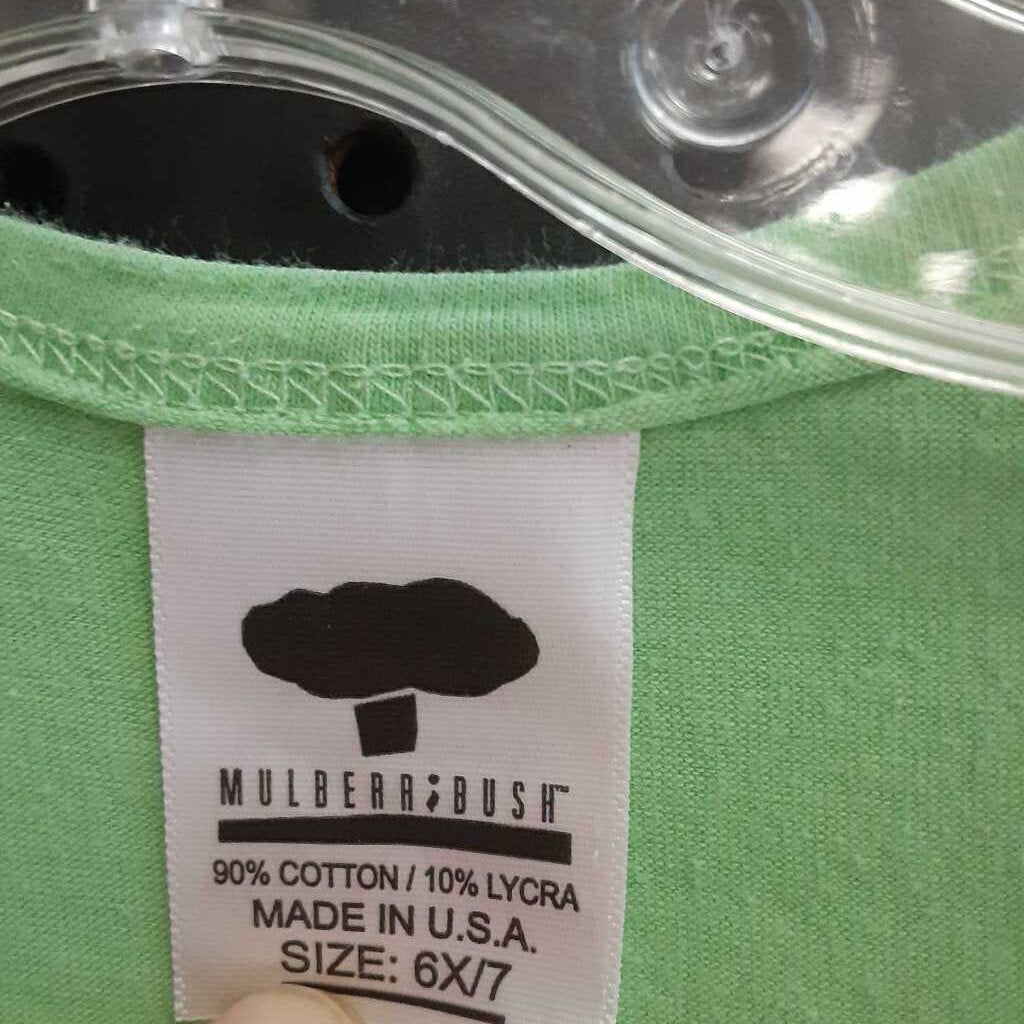 MULBERRiBUSH™
90% COTTON / 10% LYCRA
MADE IN U.S.A.
SIZE: 6X/7